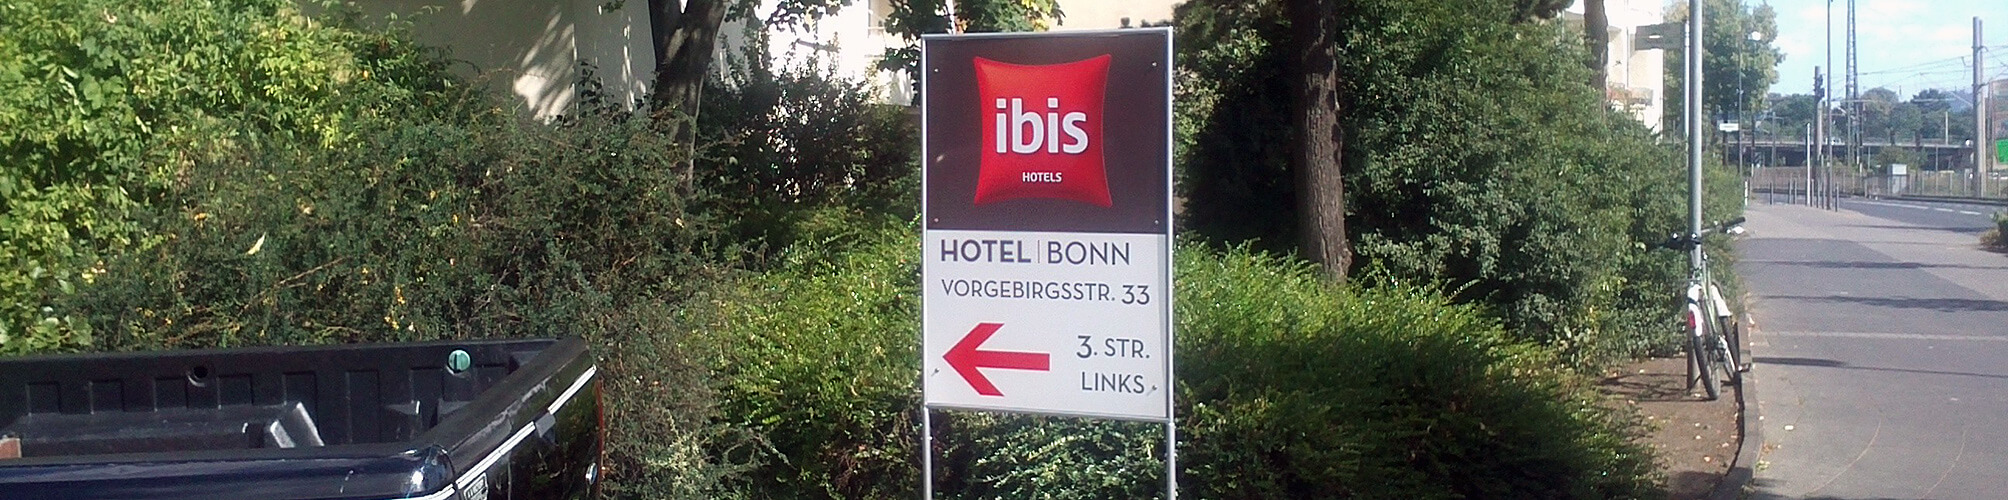 ibis
HOTELS
HOTEL | BONN
VORGEBIRGSSTR. 33
3. STR.
LINKS